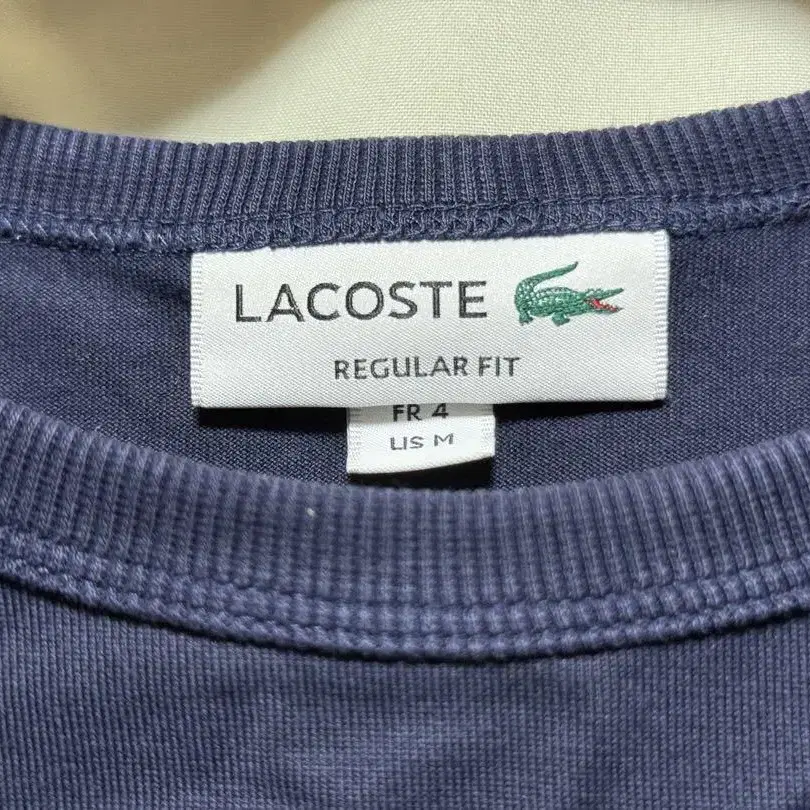 LACOSTE
REGULAR FIT
FR 4
US M